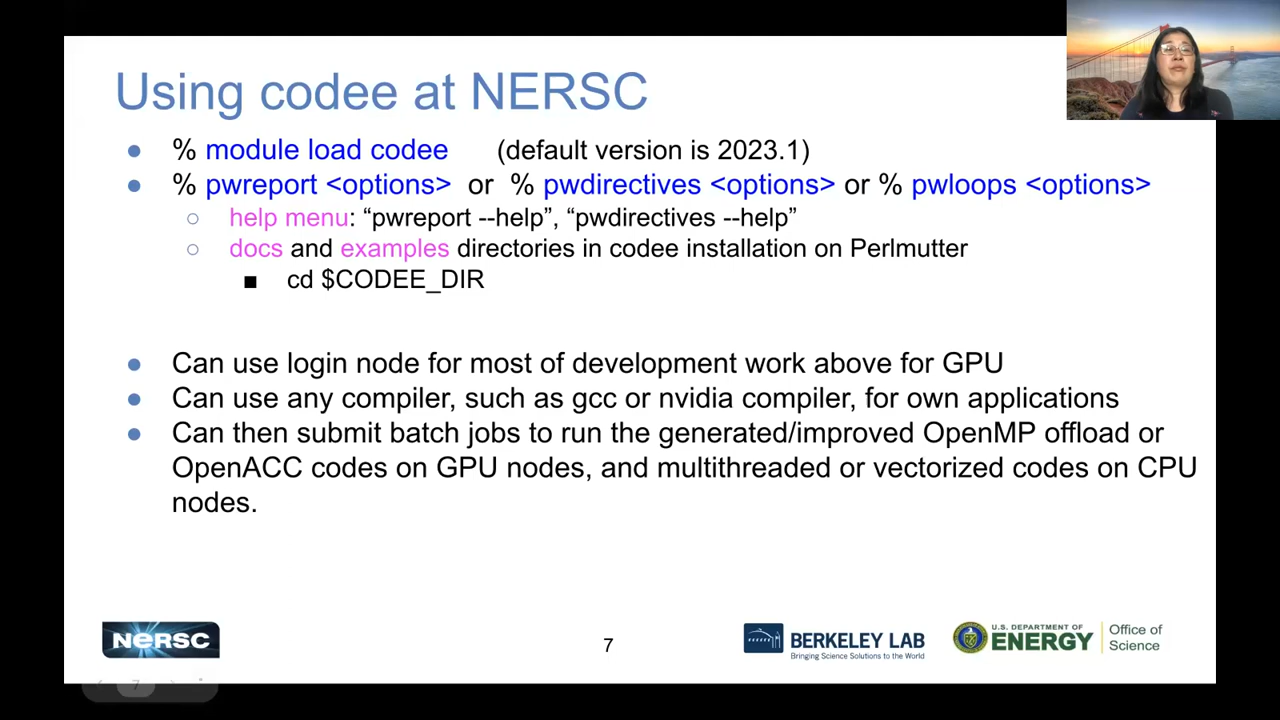 Using codee at NERSC
● % module load codee (default version is 2023.1)
● % pwreport <options> or % pwdirectives <options> or % pwloops <options>
○ help menu: “pwreport --help”, “pwdirectives --help”
○ docs and examples directories in codee installation on Perlmutter
■ cd $CODEE_DIR
● Can use login node for most of development work above for GPU
● Can use any compiler, such as gcc or nvidia compiler, for own applications
● Can then submit batch jobs to run the generated/improved OpenMP offload or
OpenACC codes on GPU nodes, and multithreaded or vectorized codes on CPU
nodes.
NERSC
7
BERKELEY LAB
Bringing Science Solutions to the World
U.S. DEPARTMENT OF
ENERGY
Office of
Science
7